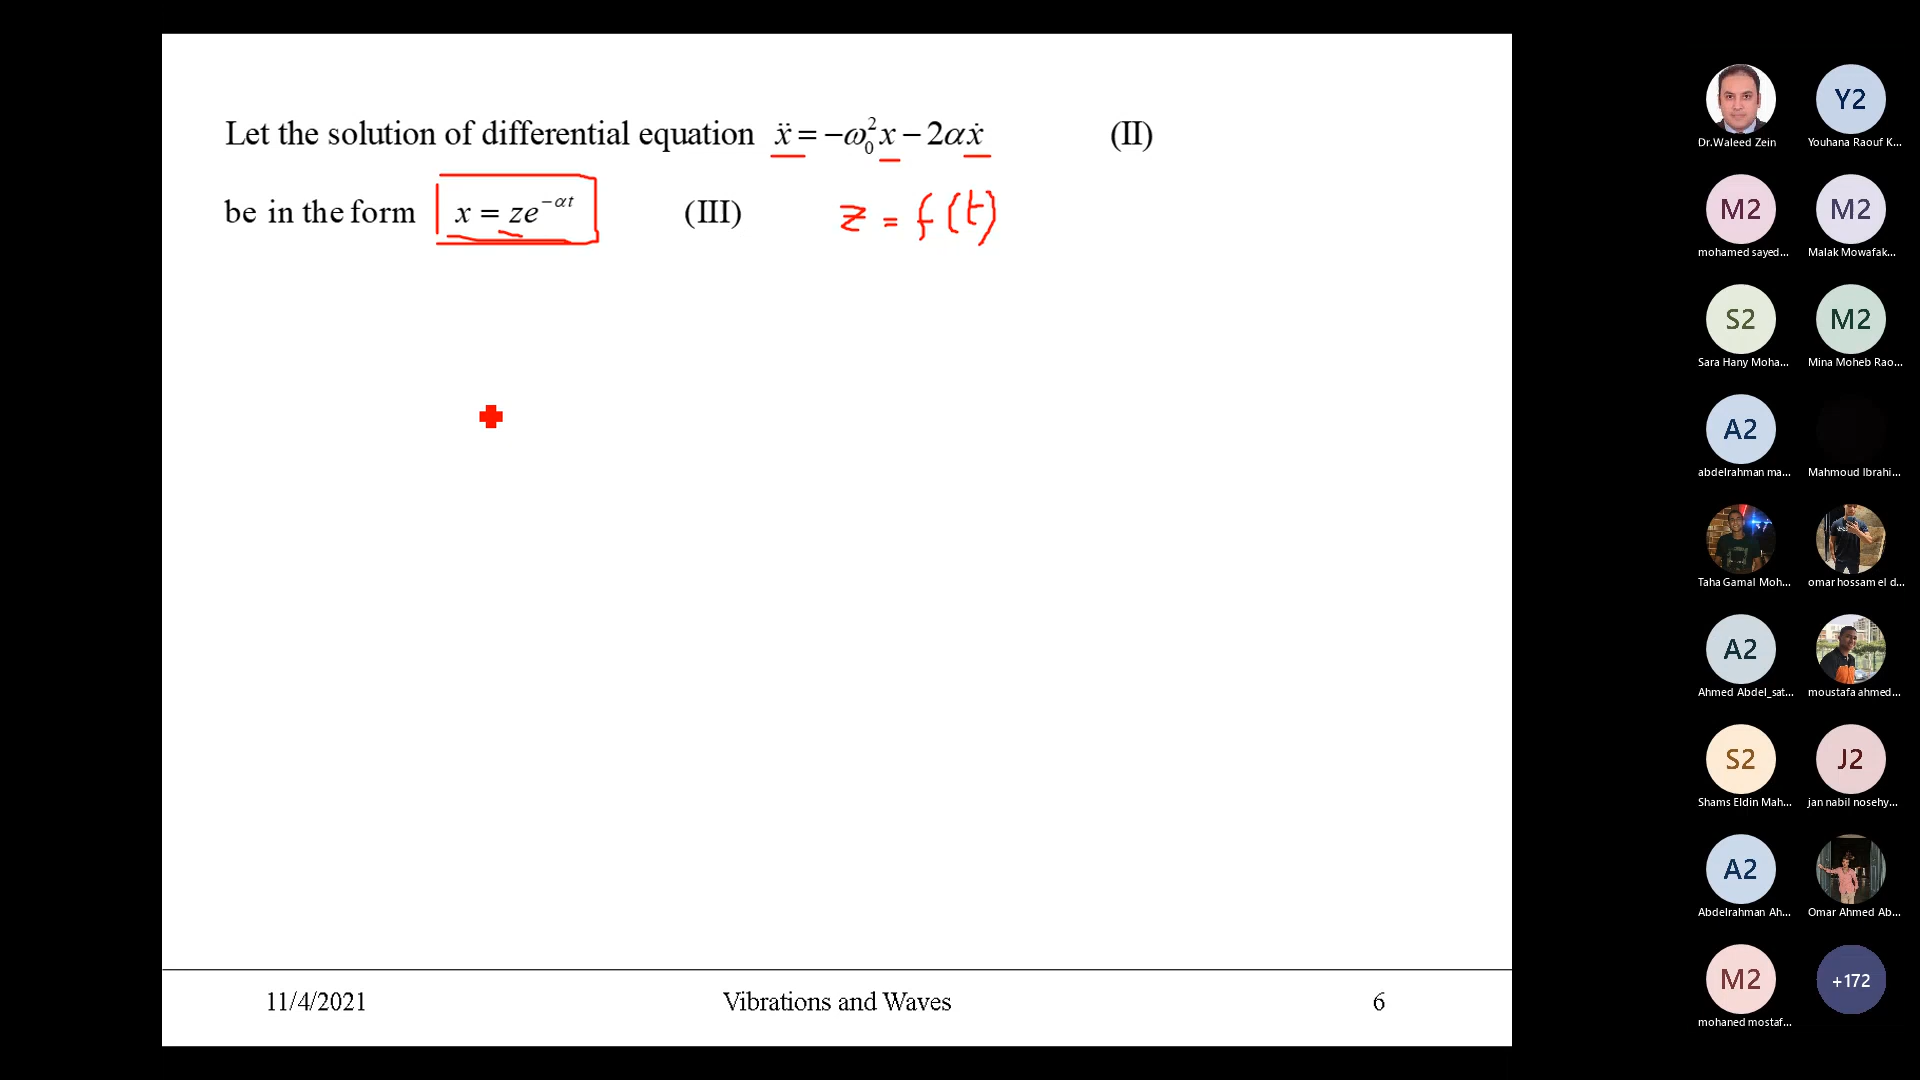 Let the solution of differential equation ẍ = −ω₀²x − 2αẋ (II)
be in the form x = ze^{−αt} (III) z = f(t)
11/4/2021 Vibrations and Waves 6
Dr.Waleed Zein
Y2
Youhana Raouf K...
M2
mohamed sayed...
M2
Malak Mowafak...
S2
Sara Hany Moha...
M2
Mina Moheb Rao...
A2
abdelrahman ma...
Mahmoud Ibrahi...
Taha Gamal Moh...
omar hossam el d...
A2
Ahmed Abdel_sat...
moustafa ahmed...
S2
Shams Eldin Mah...
J2
jan nabil nosehy...
A2
Abdelrahman Ah...
Omar Ahmed Ab...
M2
mohaned mostaf...
+172